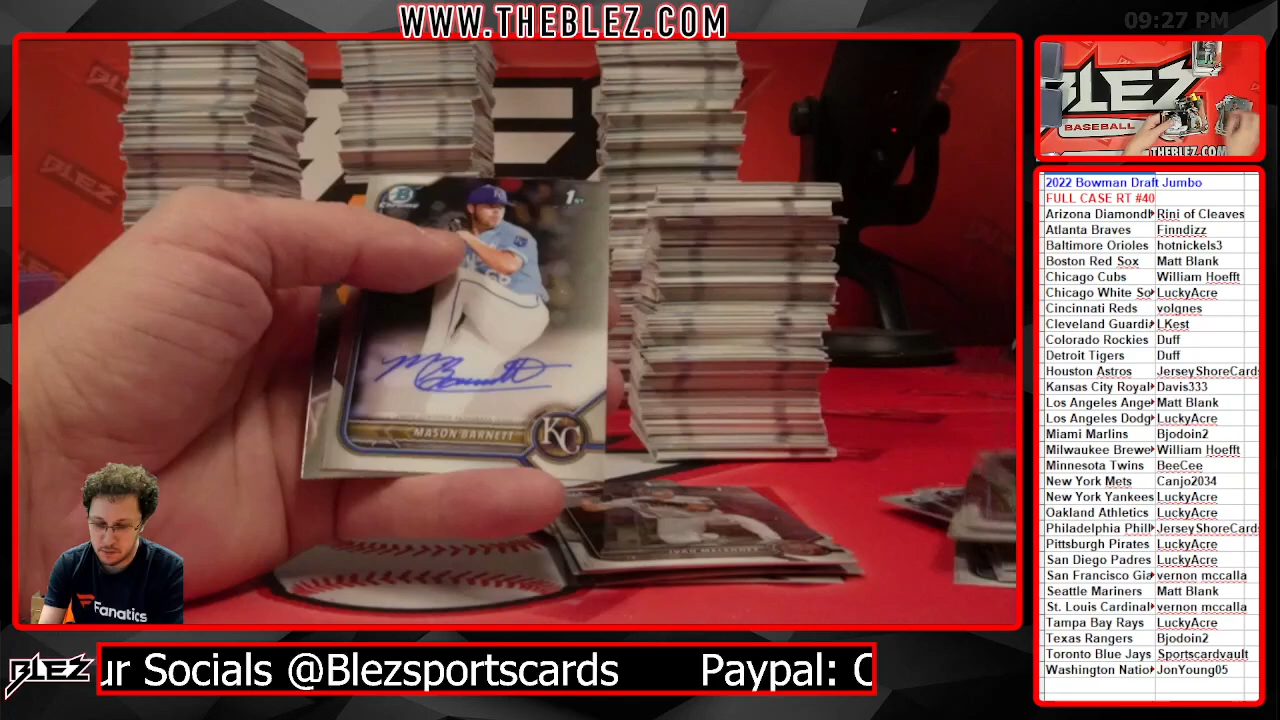 WWW.THEBLEZ.COM
09:27 PM
BLEZ
BASEBALL
THEBLEZ.COM
1ST
MASON BARNETT
KC
IVAN MELENDEZ
Fanatics
2022 Bowman Draft Jumbo
FULL CASE RT #40
Arizona Diamondb Rini of Cleaves
Atlanta Braves Finndizz
Baltimore Orioles hotnickels3
Boston Red Sox Matt Blank
Chicago Cubs William Hoefft
Chicago White So LuckyAcre
Cincinnati Reds volgnes
Cleveland Guardia LKest
Colorado Rockies Duff
Detroit Tigers Duff
Houston Astros JerseyShoreCards
Kansas City Royal Davis333
Los Angeles Ange Matt Blank
Los Angeles Dodg LuckyAcre
Miami Marlins Bjodoin2
Milwaukee Brewe William Hoefft
Minnesota Twins BeeCee
New York Mets Canjo2034
New York Yankees LuckyAcre
Oakland Athletics LuckyAcre
Philadelphia Phill JerseyShoreCards
Pittsburgh Pirates LuckyAcre
San Diego Padres LuckyAcre
San Francisco Gia vernon mccalla
Seattle Mariners Matt Blank
St. Louis Cardinal vernon mccalla
Tampa Bay Rays LuckyAcre
Texas Rangers Bjodoin2
Toronto Blue Jays Sportscardvault
Washington Natio JonYoung05
BLEZ
ur Socials @Blezsportscards Paypal: C